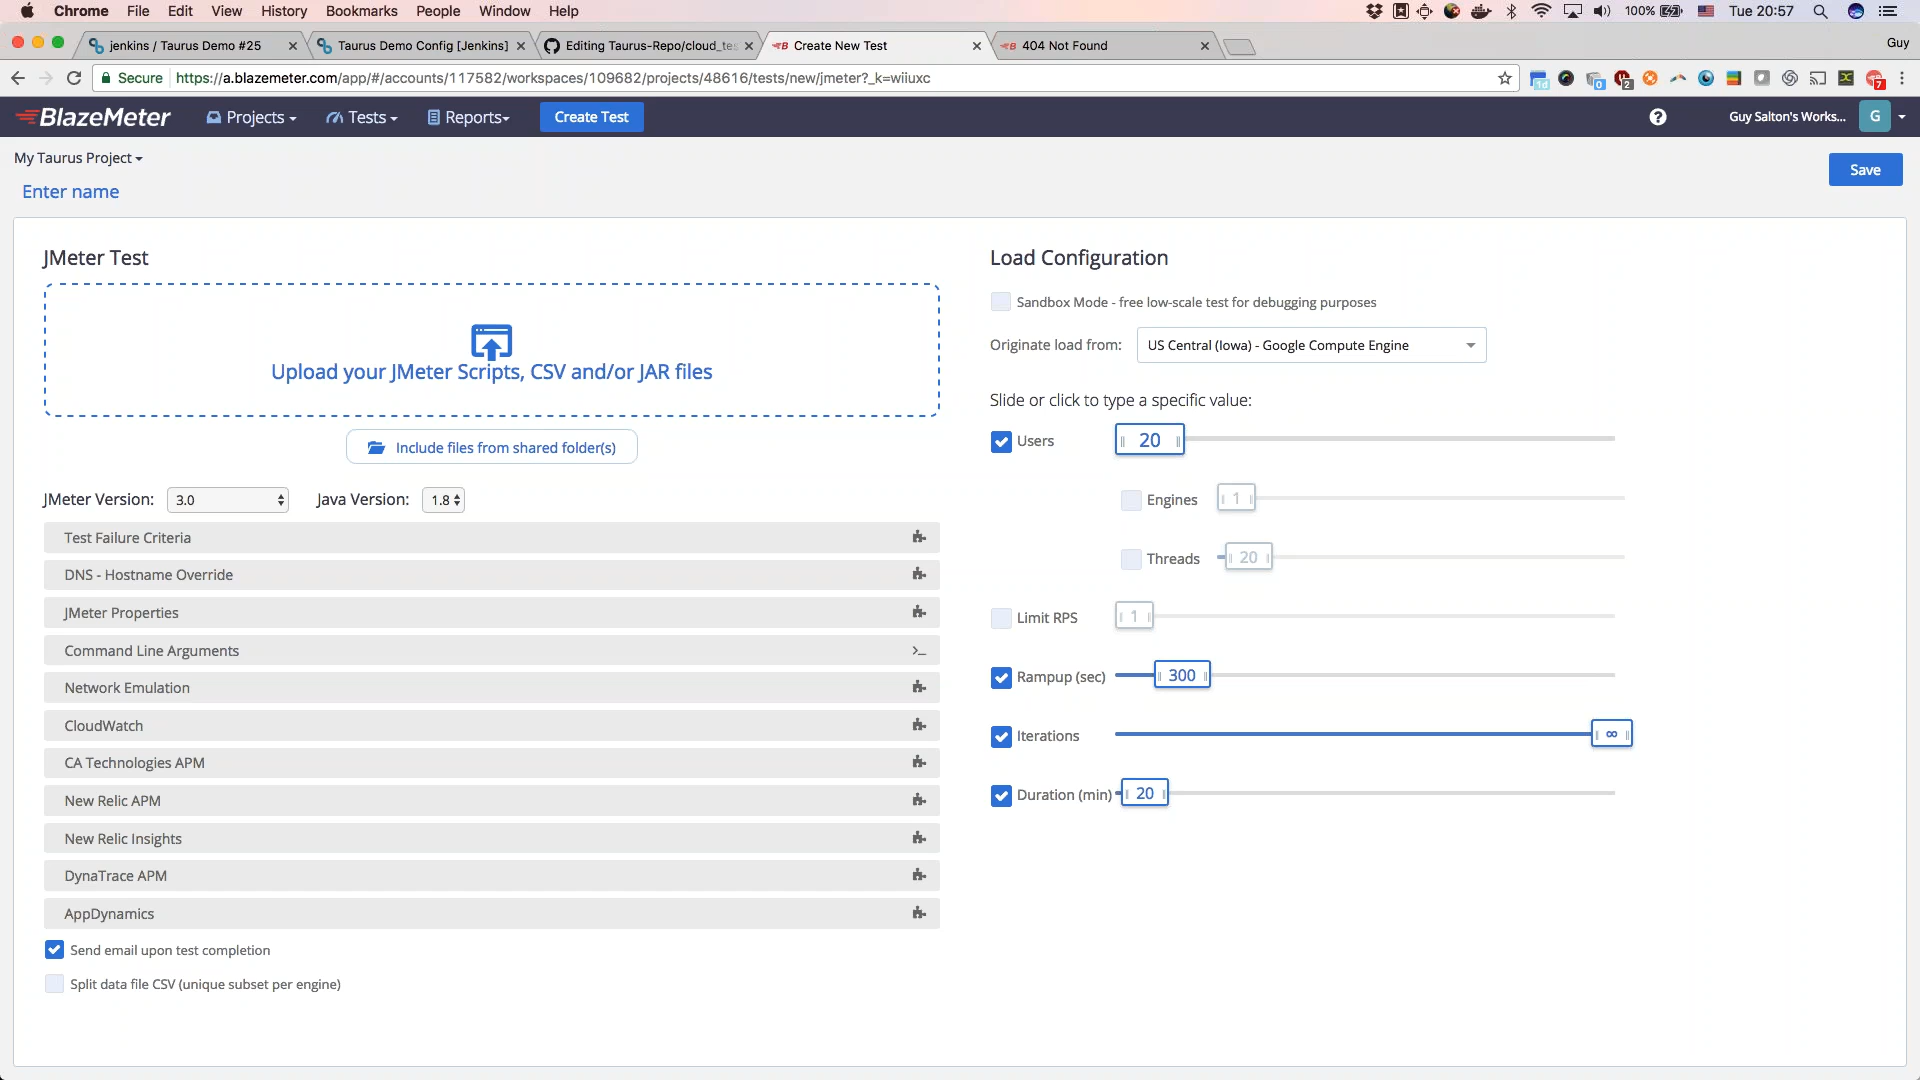 Chrome File Edit View History Bookmarks People Window Help 100% Tue 20:57
jenkins / Taurus Demo #25 Taurus Demo Config [Jenkins] Editing Taurus-Repo/cloud_tes Create New Test 404 Not Found Guy
Secure https://a.blazemeter.com/app/#/accounts/117582/workspaces/109682/projects/48616/tests/new/jmeter?_k=wiiuxc 1d 0 2 7
BlazeMeter Projects Tests Reports Create Test ? Guy Salton's Works... G
My Taurus Project
Save
Enter name
JMeter Test
Upload your JMeter Scripts, CSV and/or JAR files
Include files from shared folder(s)
JMeter Version: 3.0 Java Version: 1.8
Test Failure Criteria
DNS - Hostname Override
JMeter Properties
Command Line Arguments >_
Network Emulation
CloudWatch
CA Technologies APM
New Relic APM
New Relic Insights
DynaTrace APM
AppDynamics
Send email upon test completion
Split data file CSV (unique subset per engine)
Load Configuration
Sandbox Mode - free low-scale test for debugging purposes
Originate load from: US Central (Iowa) - Google Compute Engine
Slide or click to type a specific value:
Users 20
Engines 1
Threads 20
Limit RPS 1
Rampup (sec) 300
Iterations ∞
Duration (min) 20